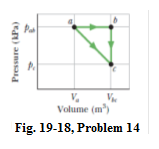 Pressure (kPa)
p_ab
a
b
p_c
c
V_a
V_bc
Volume (m³)
Fig. 19-18, Problem 14